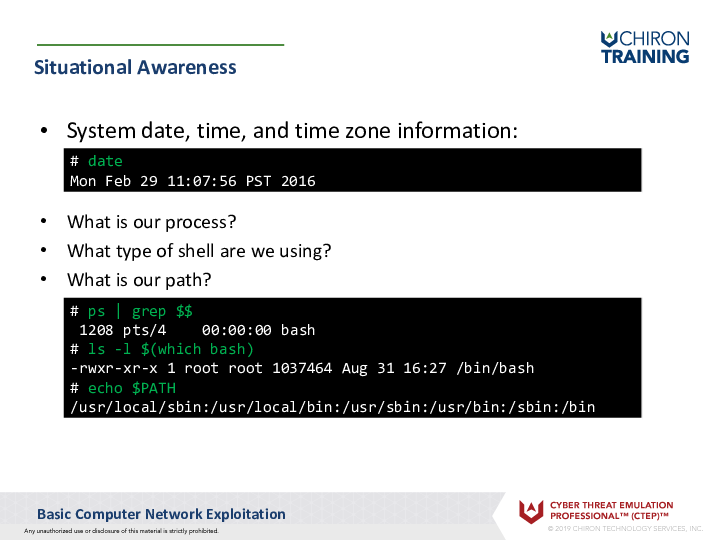 CHIRON
TRAINING
Situational Awareness
• System date, time, and time zone information:
# date
Mon Feb 29 11:07:56 PST 2016
• What is our process?
• What type of shell are we using?
• What is our path?
# ps | grep $$
 1208 pts/4    00:00:00 bash
# ls -l $(which bash)
-rwxr-xr-x 1 root root 1037464 Aug 31 16:27 /bin/bash
# echo $PATH
/usr/local/sbin:/usr/local/bin:/usr/sbin:/usr/bin:/sbin:/bin
Basic Computer Network Exploitation
Any unauthorized use or disclosure of this material is strictly prohibited.
CYBER THREAT EMULATION
PROFESSIONAL™ (CTEP)™
© 2019 CHIRON TECHNOLOGY SERVICES, INC.